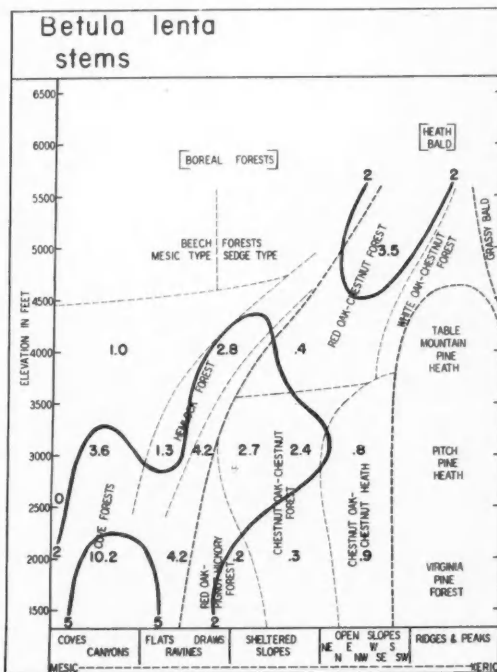 Betula lenta
stems
6500
6000
5500
5000
4500
4000
3500
3000
2500
2000
1500
ELEVATION IN FEET
[BOREAL FORESTS]
[HEATH BALD]
BEECH FORESTS
MESIC TYPE SEDGE TYPE
2
2
3.5
RED OAK-CHESTNUT FOREST
WHITE OAK-CHESTNUT FOREST
GRASSY BALD
1.0
2.8
.4
HEMLOCK FOREST
TABLE
MOUNTAIN
PINE
HEATH
3.6
1.3
4.2
2.7
2.4
.8
PITCH
PINE
HEATH
0
COVE FORESTS
CHESTNUT OAK-CHESTNUT
FOREST
CHESTNUT OAK-
CHESTNUT HEATH
2
10.2
4.2
.2
.3
.9
RED OAK-
PIGNUT HICKORY
FOREST
VIRGINIA
PINE
FOREST
5
5
2
COVES
CANYONS
FLATS
RAVINES
DRAWS
SHELTERED
SLOPES
OPEN SLOPES
NE E W S
N NW SE SW
RIDGES & PEAKS
MESIC
XERIC